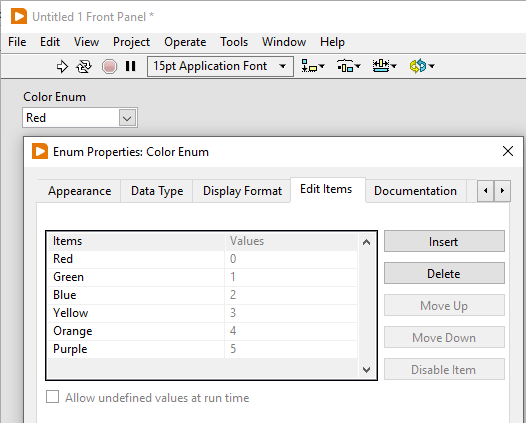 Untitled 1 Front Panel *
File Edit View Project Operate Tools Window Help
15pt Application Font
Color Enum
Red
Enum Properties: Color Enum
Appearance Data Type Display Format Edit Items Documentation
Items Values
Red 0
Green 1
Blue 2
Yellow 3
Orange 4
Purple 5
Insert
Delete
Move Up
Move Down
Disable Item
Allow undefined values at run time